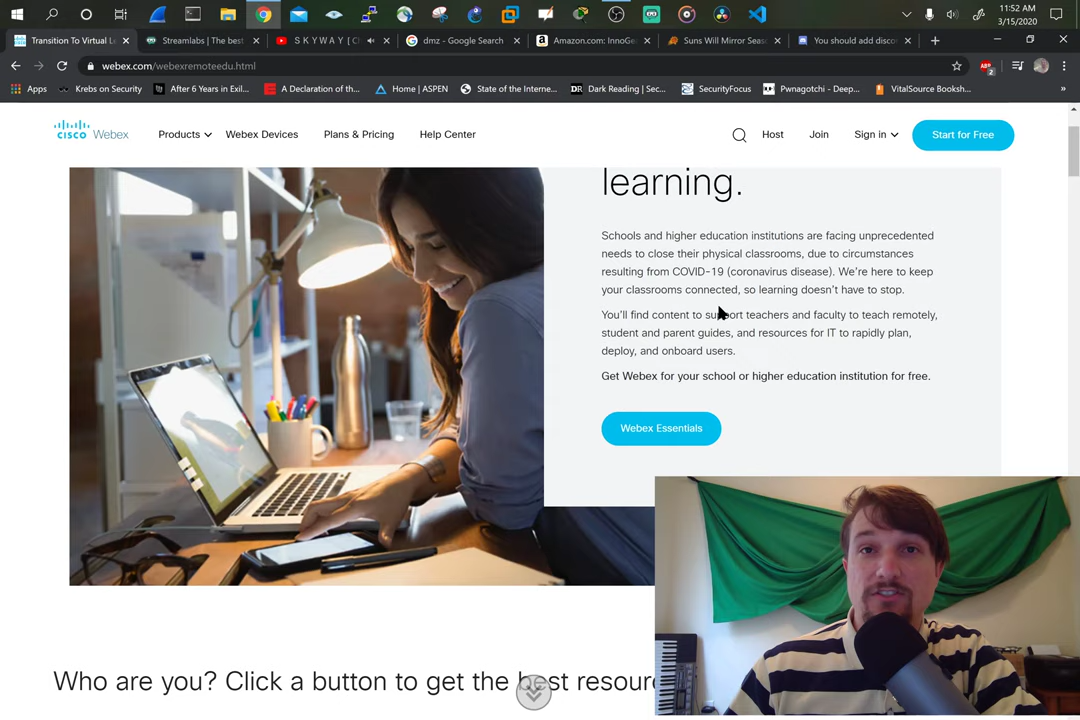 11:52 AM
3/15/2020
Transition To Virtual Le
Streamlabs | The best
S K Y W A Y [ C
dmz - Google Search
Amazon.com: InnoGe
Suns Will Mirror Seas
You should add disco
webex.com/webexremoteedu.html
Apps
Krebs on Security
After 6 Years in Exil...
A Declaration of th...
Home | ASPEN
State of the Interne...
DR Dark Reading | Sec...
SecurityFocus
Pwnagotchi - Deep...
VitalSource Booksh...
CISCO Webex
Products
Webex Devices
Plans & Pricing
Help Center
Host
Join
Sign in
Start for Free
learning.
Schools and higher education institutions are facing unprecedented
needs to close their physical classrooms, due to circumstances
resulting from COVID-19 (coronavirus disease). We're here to keep
your classrooms connected, so learning doesn't have to stop.
You'll find content to support teachers and faculty to teach remotely,
student and parent guides, and resources for IT to rapidly plan,
deploy, and onboard users.
Get Webex for your school or higher education institution for free.
Webex Essentials
Who are you? Click a button to get the best resour